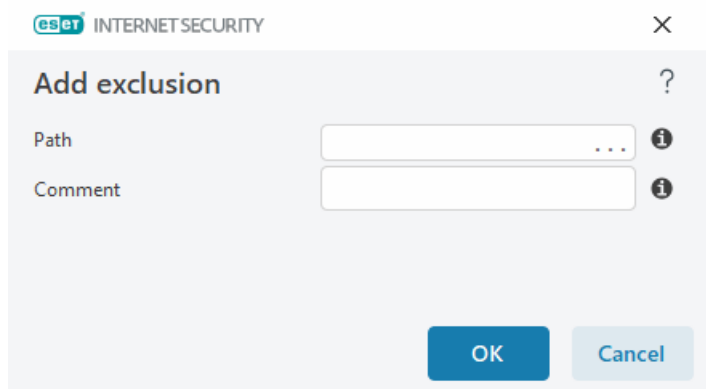 eset INTERNET SECURITY
Add exclusion
?
Path
...
Comment
OK
Cancel